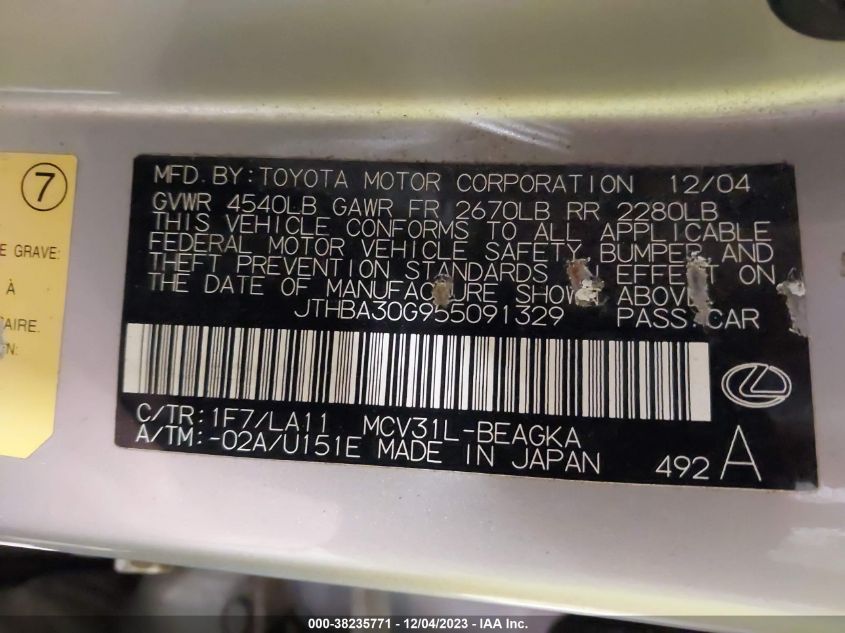 7
E GRAVE:
À
AIRE.
N:
MFD. BY: TOYOTA MOTOR CORPORATION 12/04
GVWR 4540LB GAWR FR 2670LB RR 2280LB
THIS VEHICLE CONFORMS TO ALL APPLICABLE
FEDERAL MOTOR VEHICLE SAFETY, BUMPER AND
THEFT PREVENTION STANDARDS EFFECT ON
THE DATE OF MANUFACTURE SHOWN ABOVE.
JTHBA30G955091329 PASS.CAR
C/TR: 1F7/LA11 MCV31L-BEAGKA
A/TM: -02A/U151E MADE IN JAPAN
492 A
000-38235771 - 12/04/2023 - IAA Inc.